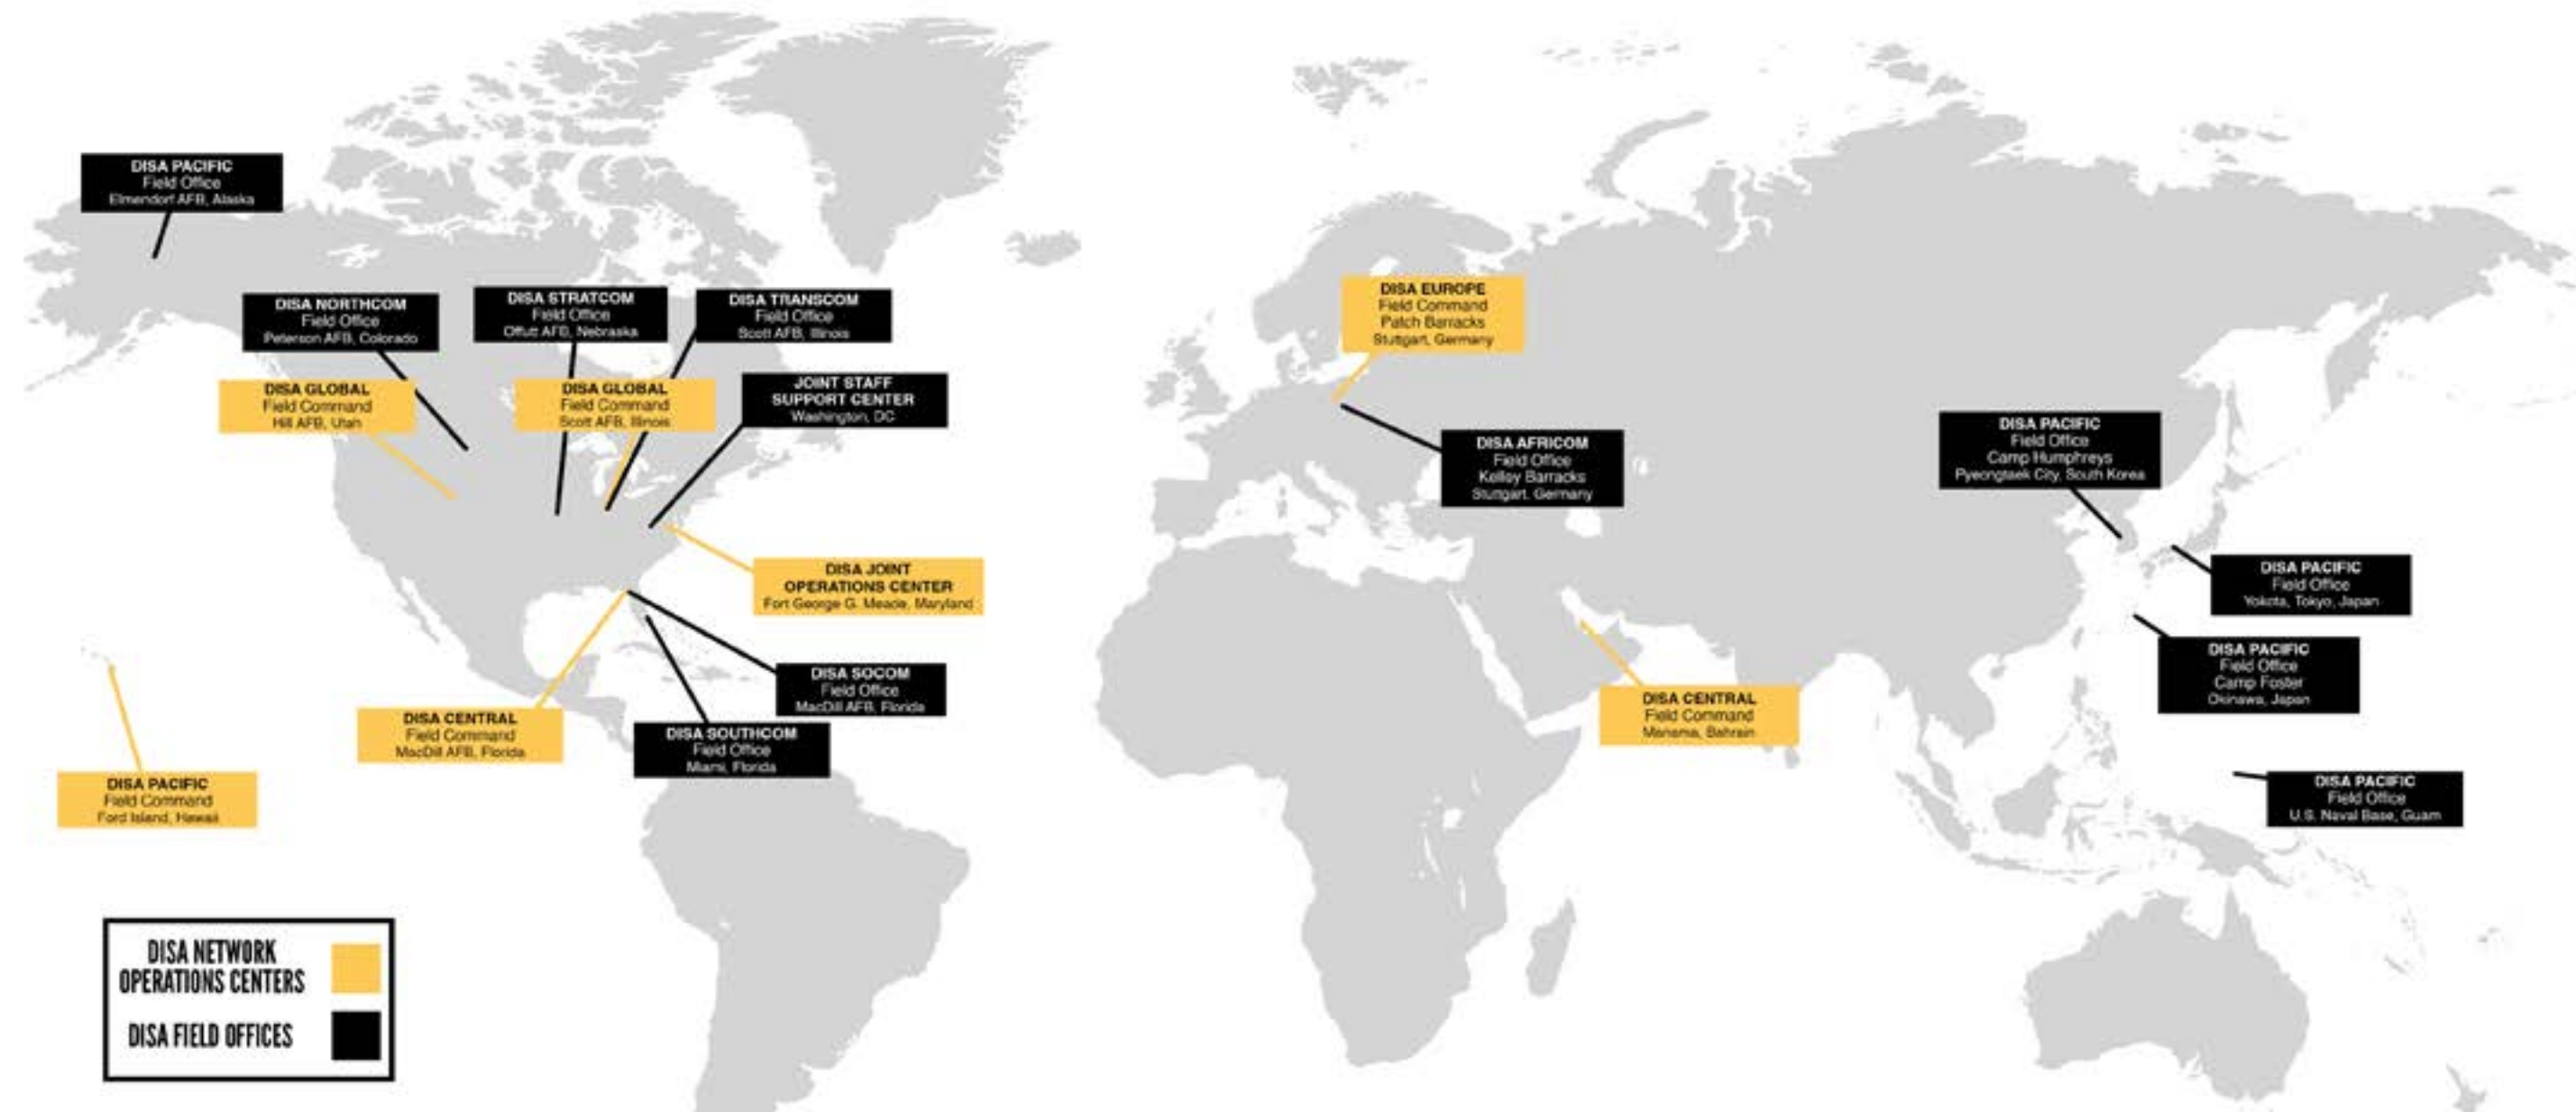 DISA PACIFIC
Field Office
Elmendorf AFB, Alaska
DISA NORTHCOM
Field Office
Peterson AFB, Colorado
DISA STRATCOM
Field Office
Offutt AFB, Nebraska
DISA TRANSCOM
Field Office
Scott AFB, Illinois
DISA GLOBAL
Field Command
Hill AFB, Utah
DISA GLOBAL
Field Command
Scott AFB, Illinois
JOINT STAFF
SUPPORT CENTER
Washington, DC
DISA JOINT
OPERATIONS CENTER
Fort George G. Meade, Maryland
DISA SOCOM
Field Office
MacDill AFB, Florida
DISA CENTRAL
Field Command
MacDill AFB, Florida
DISA SOUTHCOM
Field Office
Miami, Florida
DISA PACIFIC
Field Command
Ford Island, Hawaii
DISA EUROPE
Field Command
Patch Barracks
Stuttgart, Germany
DISA AFRICOM
Field Office
Kelley Barracks
Stuttgart, Germany
DISA CENTRAL
Field Command
Manama, Bahrain
DISA PACIFIC
Field Office
Camp Humphreys
Pyeongtaek City, South Korea
DISA PACIFIC
Field Office
Yokota, Tokyo, Japan
DISA PACIFIC
Field Office
Camp Foster
Okinawa, Japan
DISA PACIFIC
Field Office
U.S. Naval Base, Guam
DISA NETWORK
OPERATIONS CENTERS
DISA FIELD OFFICES